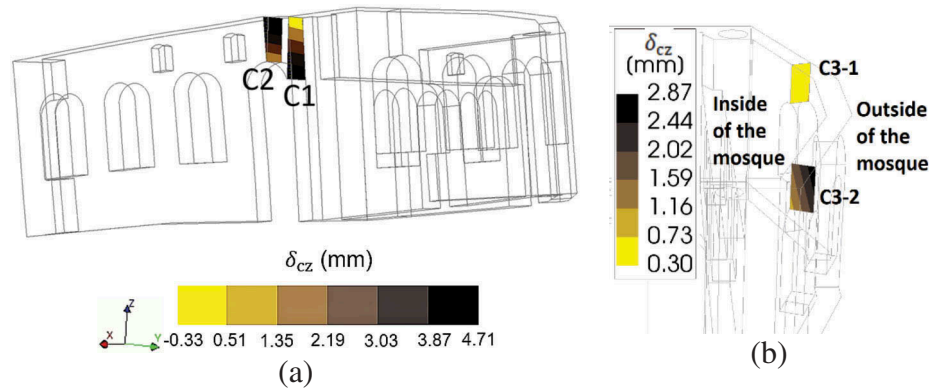 C2
C1
δcz (mm)
-0.33 0.51 1.35 2.19 3.03 3.87 4.71
X Y Z
(a)
δcz
(mm)
2.87
2.44
2.02
1.59
1.16
0.73
0.30
Inside
of the
mosque
C3-1
Outside
of the
mosque
C3-2
(b)